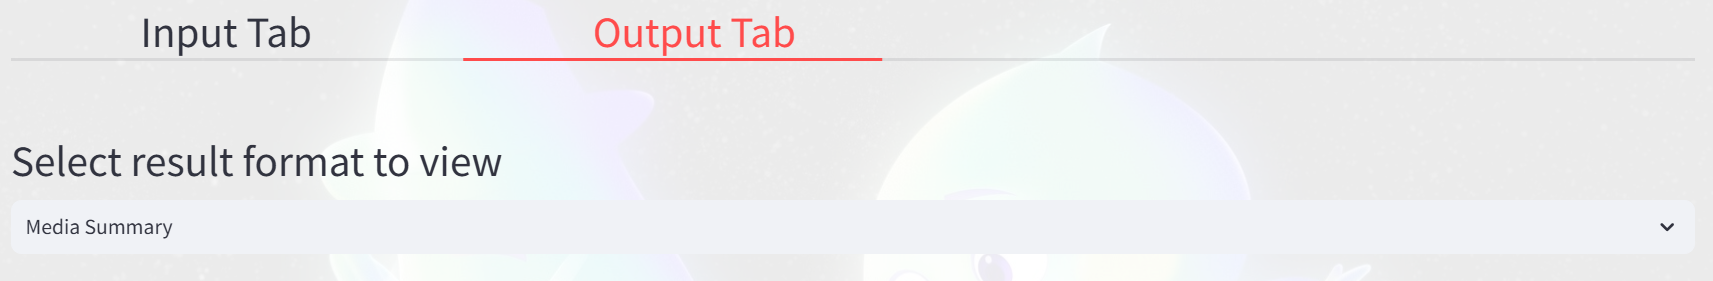 Input Tab
Output Tab
Select result format to view
Media Summary